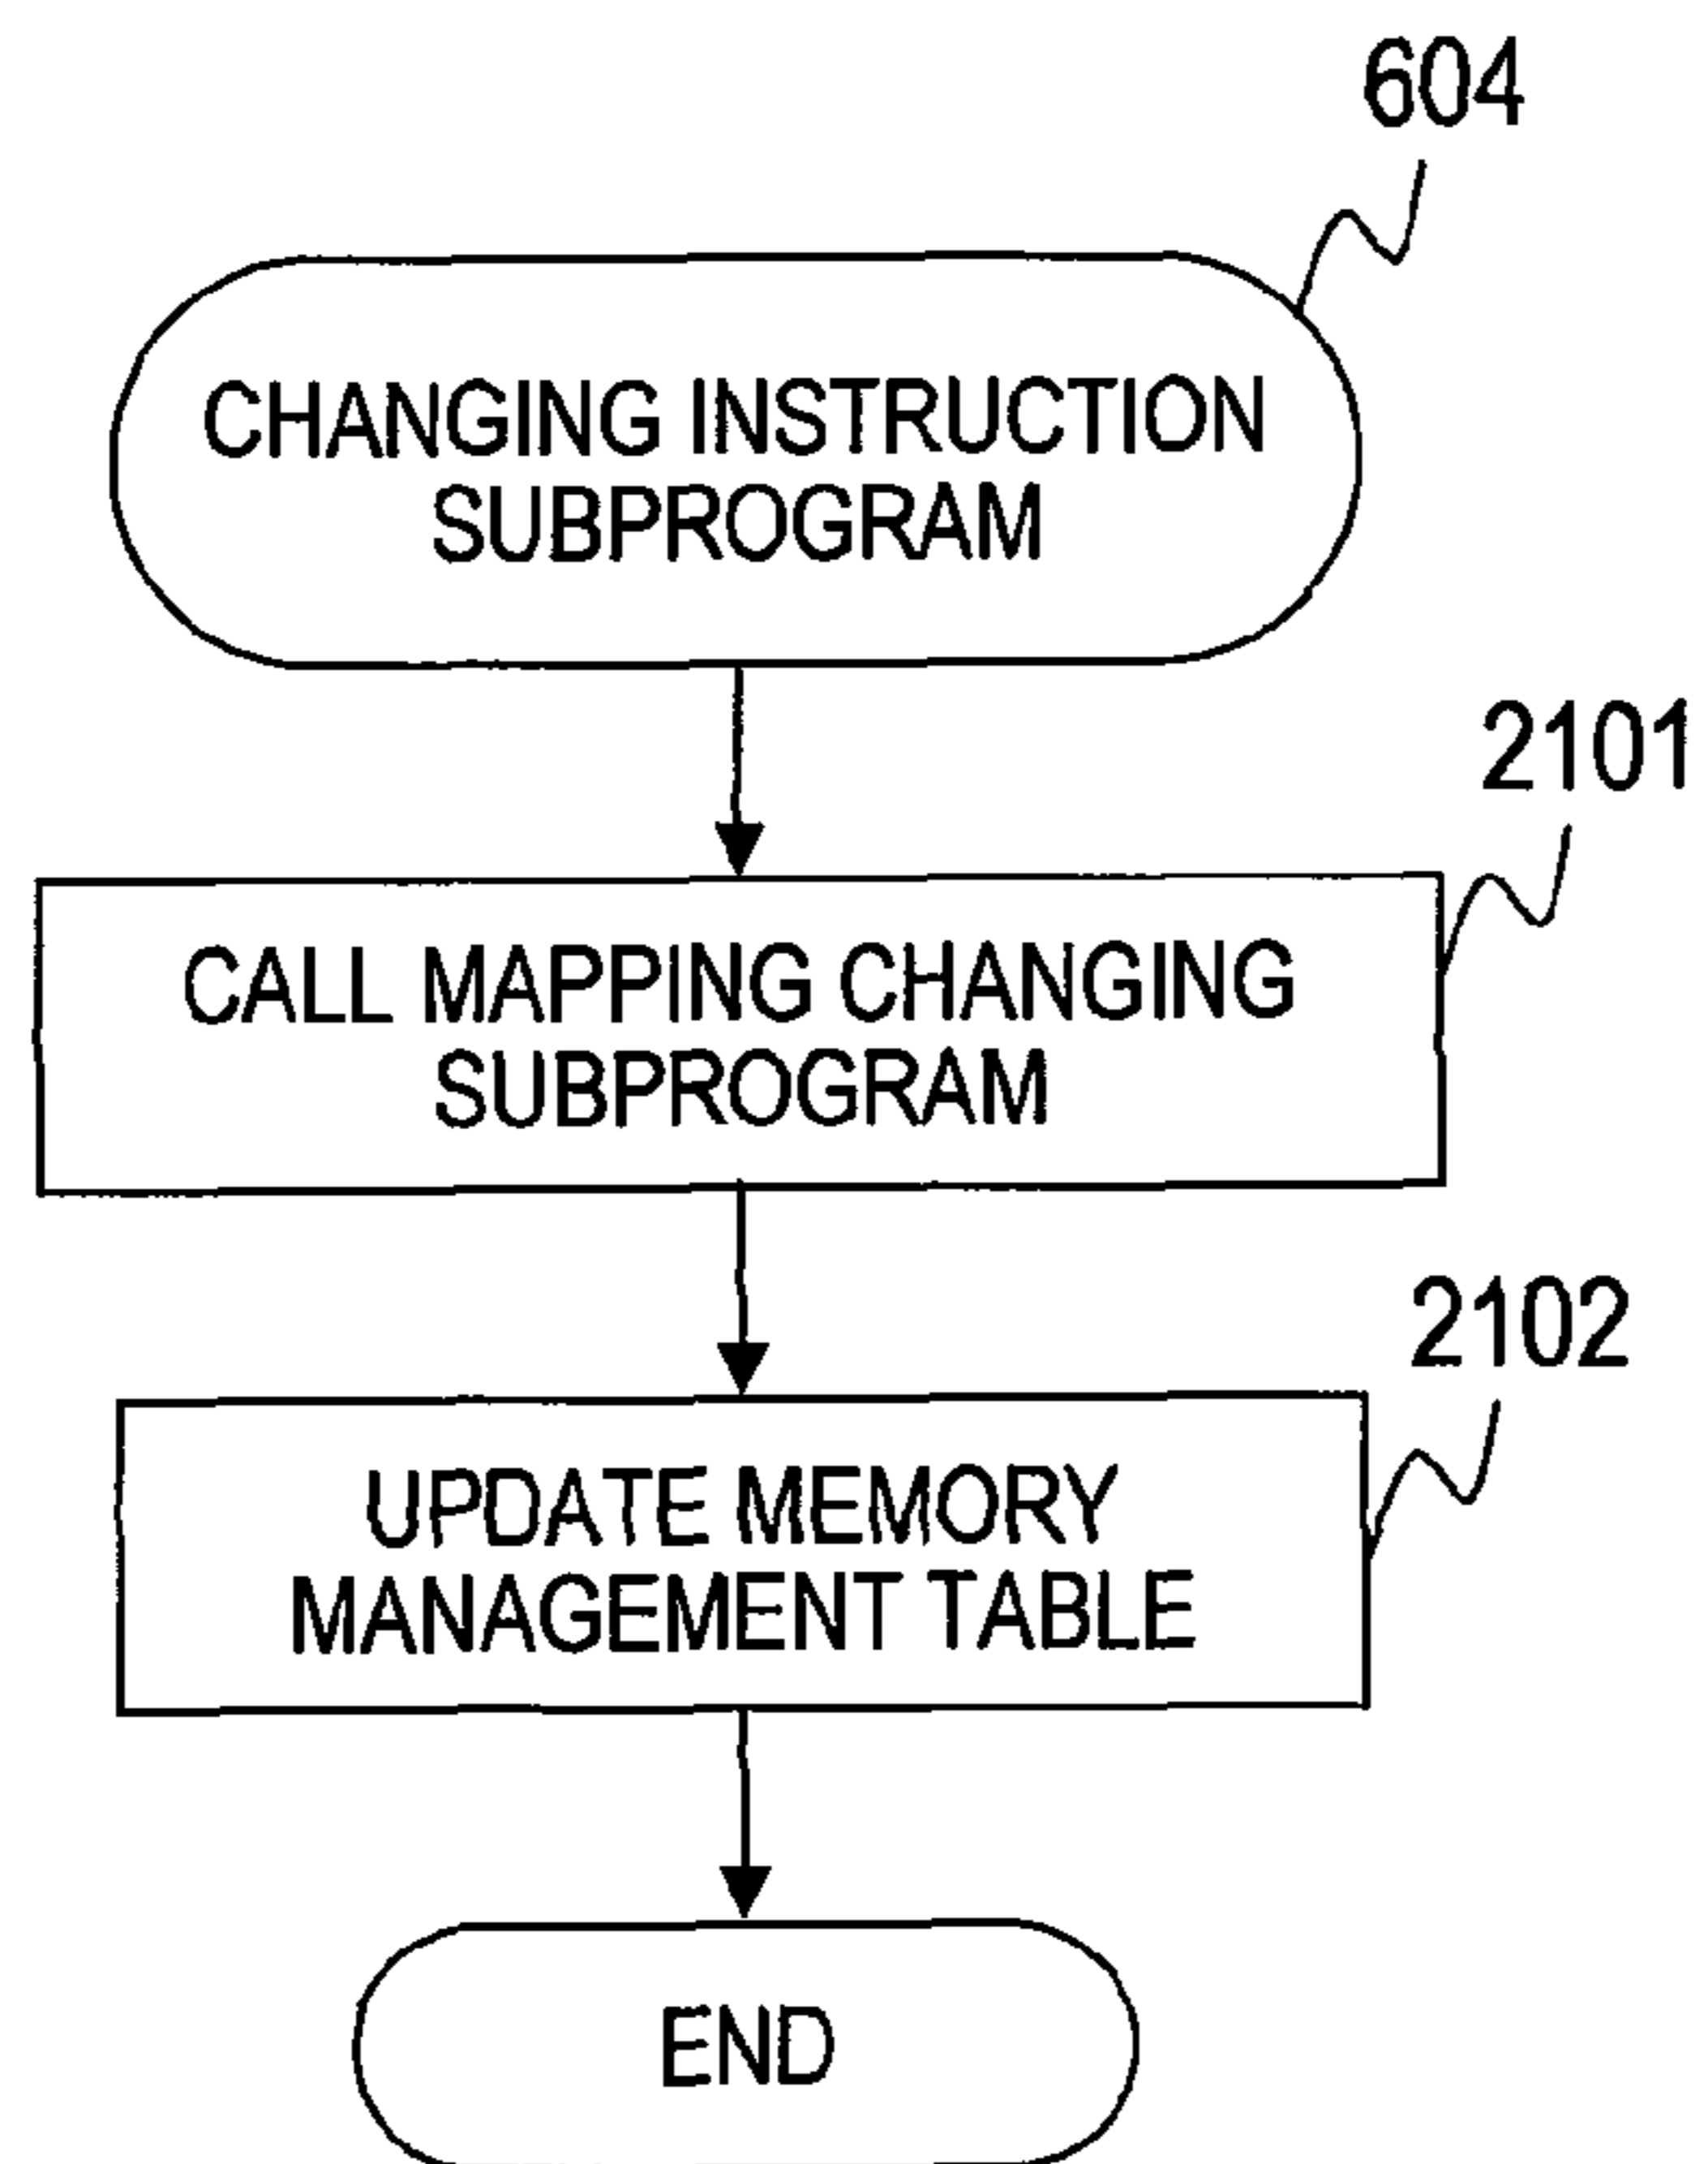 604
CHANGING INSTRUCTION
SUBPROGRAM
2101
CALL MAPPING CHANGING
SUBPROGRAM
2102
UPDATE MEMORY
MANAGEMENT TABLE
END